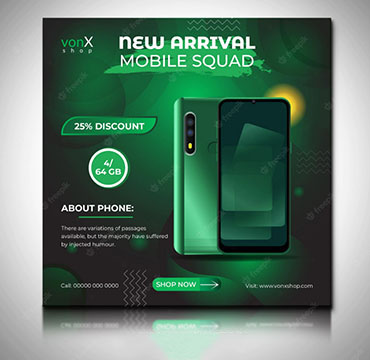 vonX
shop
NEW ARRIVAL
MOBILE SQUAD
25% DISCOUNT
4/
64 GB
ABOUT PHONE:
There are variations of passages
available, but the majority have suffered
by injected humour.
Call: 00000 000 0000
SHOP NOW
Visit: www.vonxshop.com